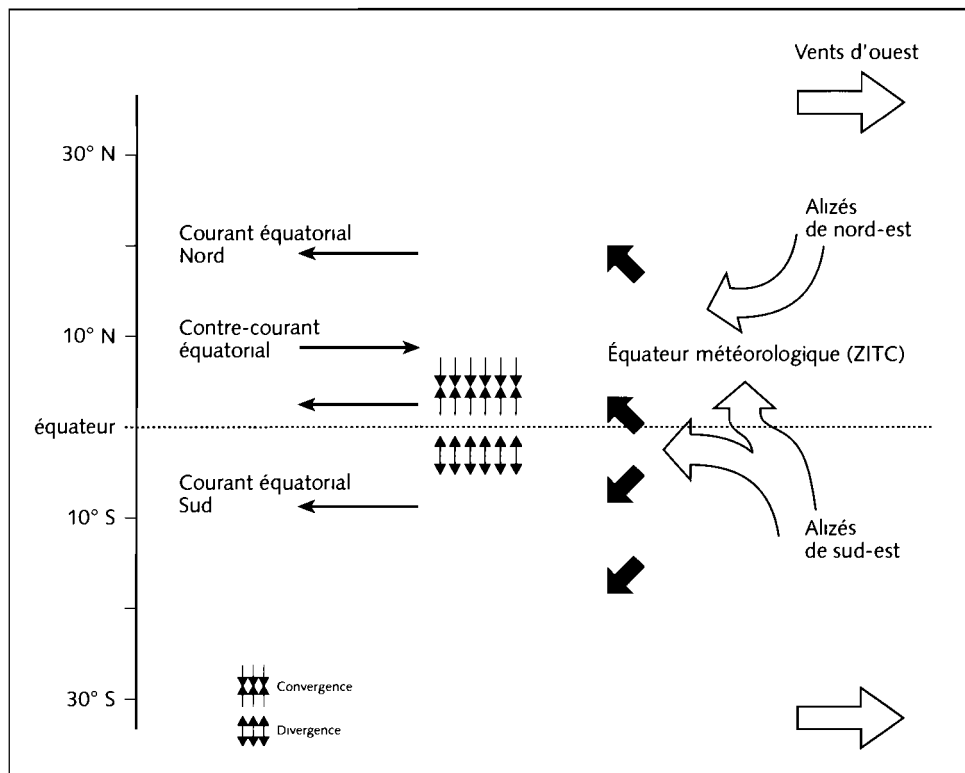 Vents d'ouest
30° N
Alizés
de nord-est
Courant équatorial
Nord
10° N
Contre-courant
équatorial
Équateur météorologique (ZITC)
équateur
Courant équatorial
Sud
10° S
Alizés
de sud-est
30° S
Convergence
Divergence